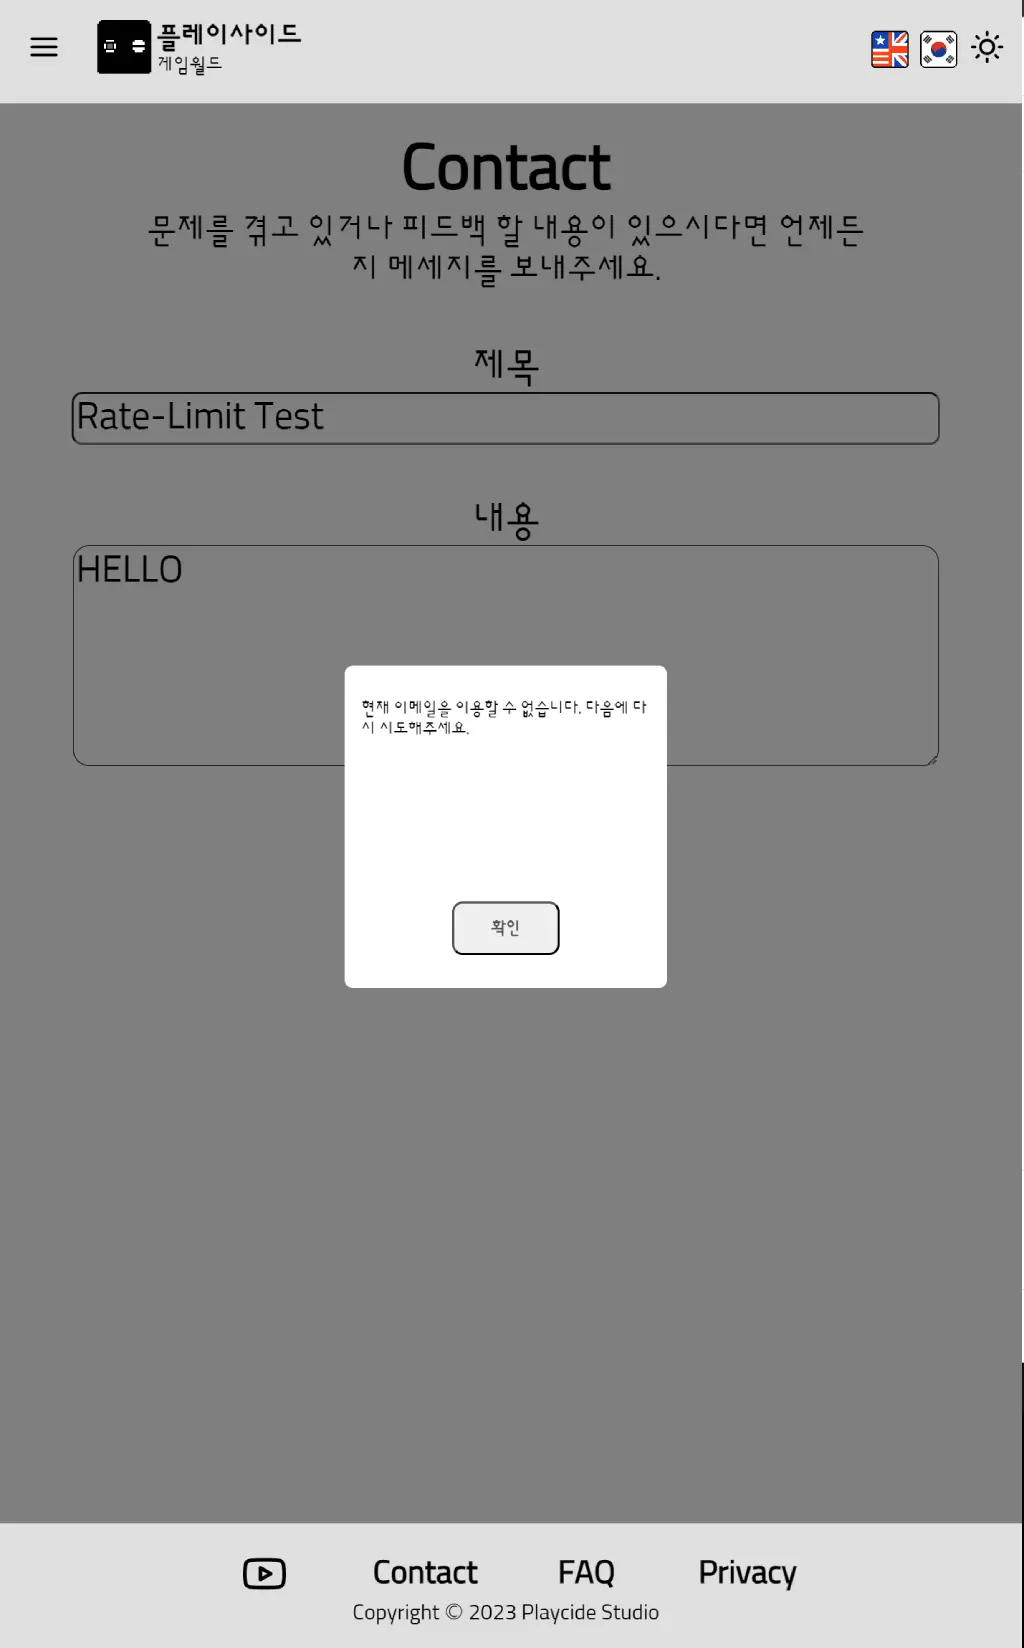 플레이사이드
게임월드
Contact
문제를 겪고 있거나 피드백 할 내용이 있으시다면 언제든
지 메세지를 보내주세요.
제목
Rate-Limit Test
내용
HELLO
현재 이메일을 이용할 수 없습니다. 다음에 다
시 시도해주세요.
확인
Contact FAQ Privacy
Copyright © 2023 Playcide Studio